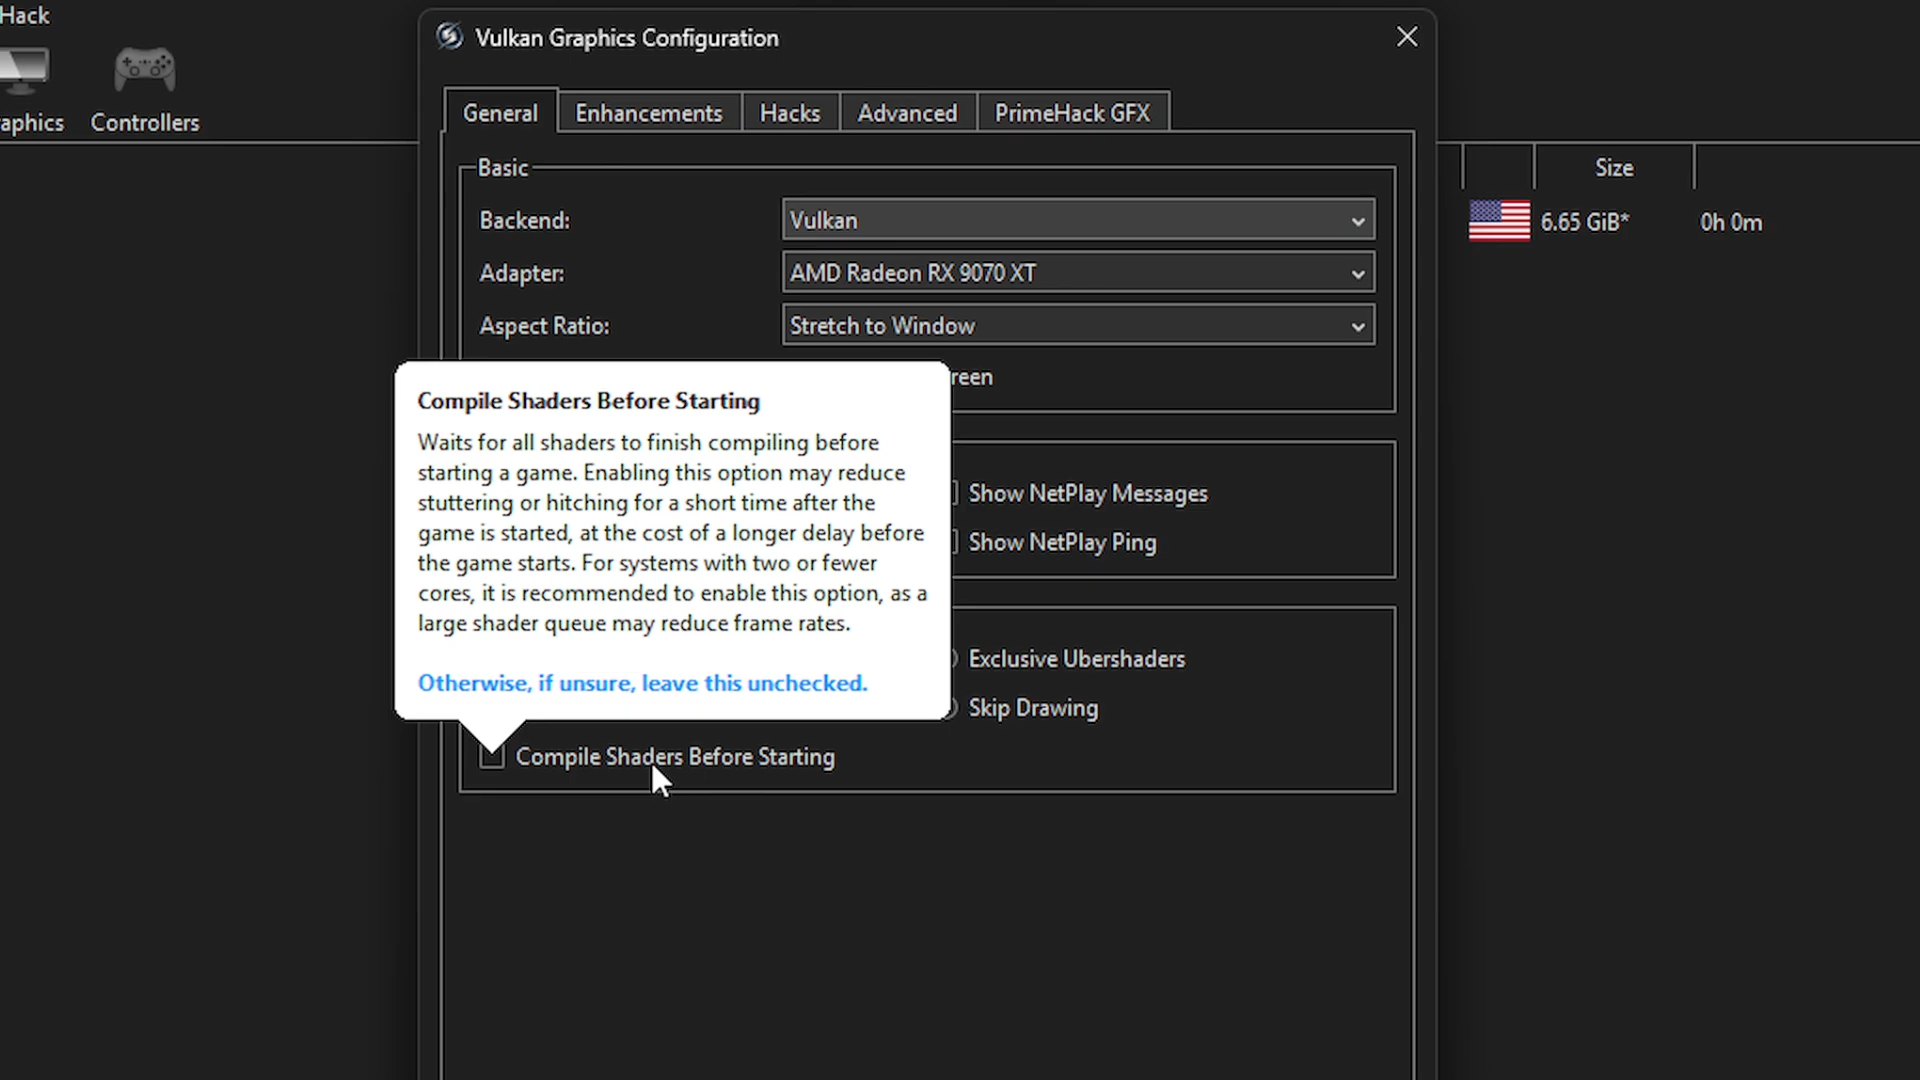 Hack
Vulkan Graphics Configuration
aphics
Controllers
General
Enhancements
Hacks
Advanced
PrimeHack GFX
Basic
Size
Backend:
Vulkan
6.65 GiB*
0h 0m
Adapter:
AMD Radeon RX 9070 XT
Aspect Ratio:
Stretch to Window
reen
Compile Shaders Before Starting
Waits for all shaders to finish compiling before
starting a game. Enabling this option may reduce
stuttering or hitching for a short time after the
game is started, at the cost of a longer delay before
the game starts. For systems with two or fewer
cores, it is recommended to enable this option, as a
large shader queue may reduce frame rates.
Otherwise, if unsure, leave this unchecked.
Show NetPlay Messages
Show NetPlay Ping
Exclusive Ubershaders
Skip Drawing
Compile Shaders Before Starting